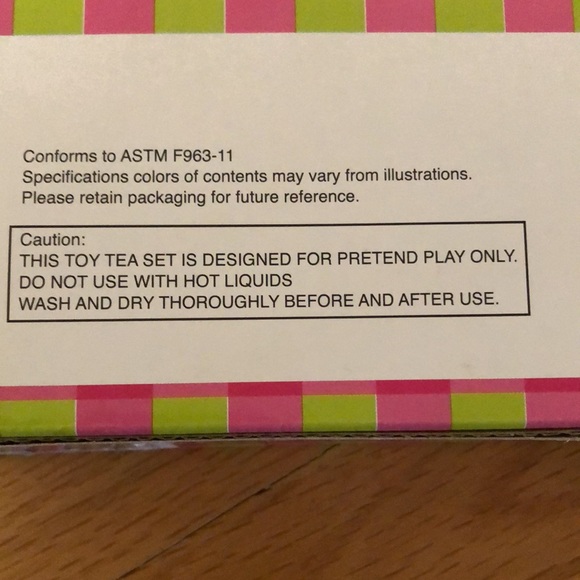 Conforms to ASTM F963-11
Specifications colors of contents may vary from illustrations.
Please retain packaging for future reference.
Caution:
THIS TOY TEA SET IS DESIGNED FOR PRETEND PLAY ONLY.
DO NOT USE WITH HOT LIQUIDS
WASH AND DRY THOROUGHLY BEFORE AND AFTER USE.